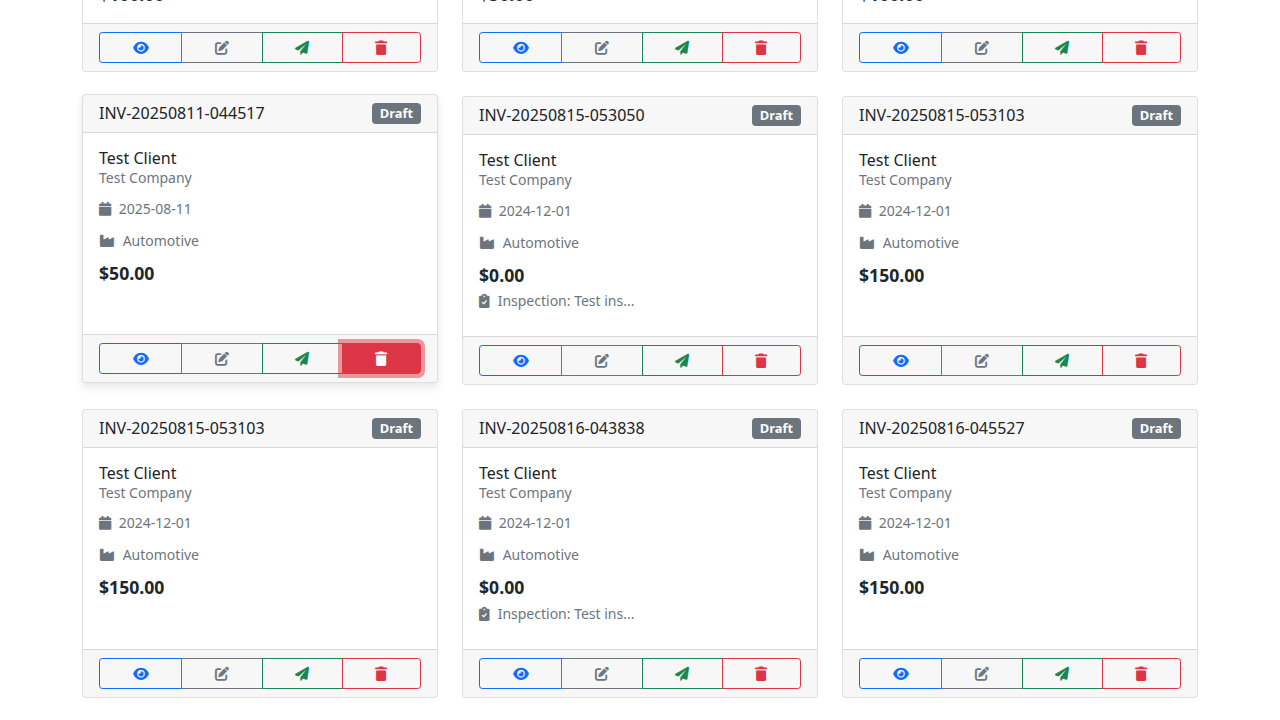 INV-20250811-044517 Draft
Test Client
Test Company
2025-08-11
Automotive
$50.00
INV-20250815-053050 Draft
Test Client
Test Company
2024-12-01
Automotive
$0.00
Inspection: Test ins...
INV-20250815-053103 Draft
Test Client
Test Company
2024-12-01
Automotive
$150.00
INV-20250815-053103 Draft
Test Client
Test Company
2024-12-01
Automotive
$150.00
INV-20250816-043838 Draft
Test Client
Test Company
2024-12-01
Automotive
$0.00
Inspection: Test ins...
INV-20250816-045527 Draft
Test Client
Test Company
2024-12-01
Automotive
$150.00